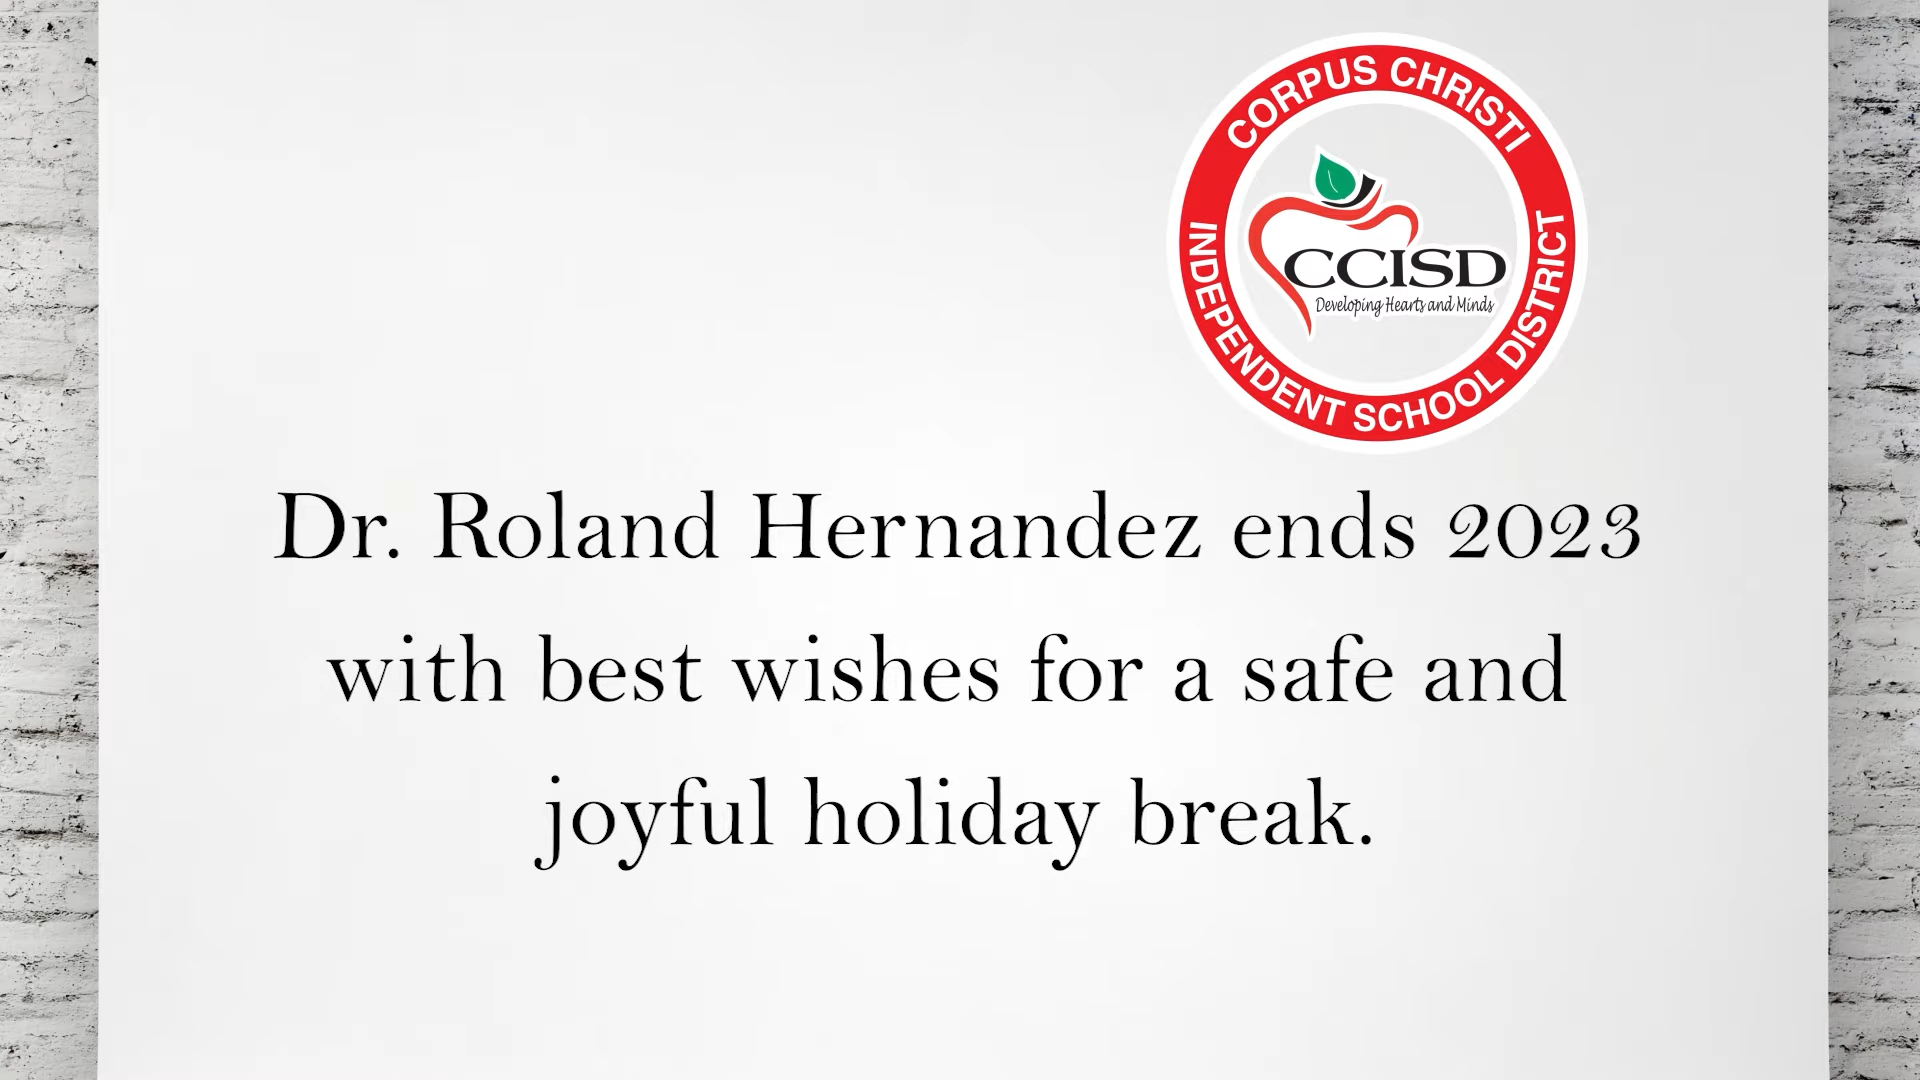 CORPUS CHRISTI
INDEPENDENT SCHOOL DISTRICT
CCISD
Developing Hearts and Minds
Dr. Roland Hernandez ends 2023
with best wishes for a safe and
joyful holiday break.